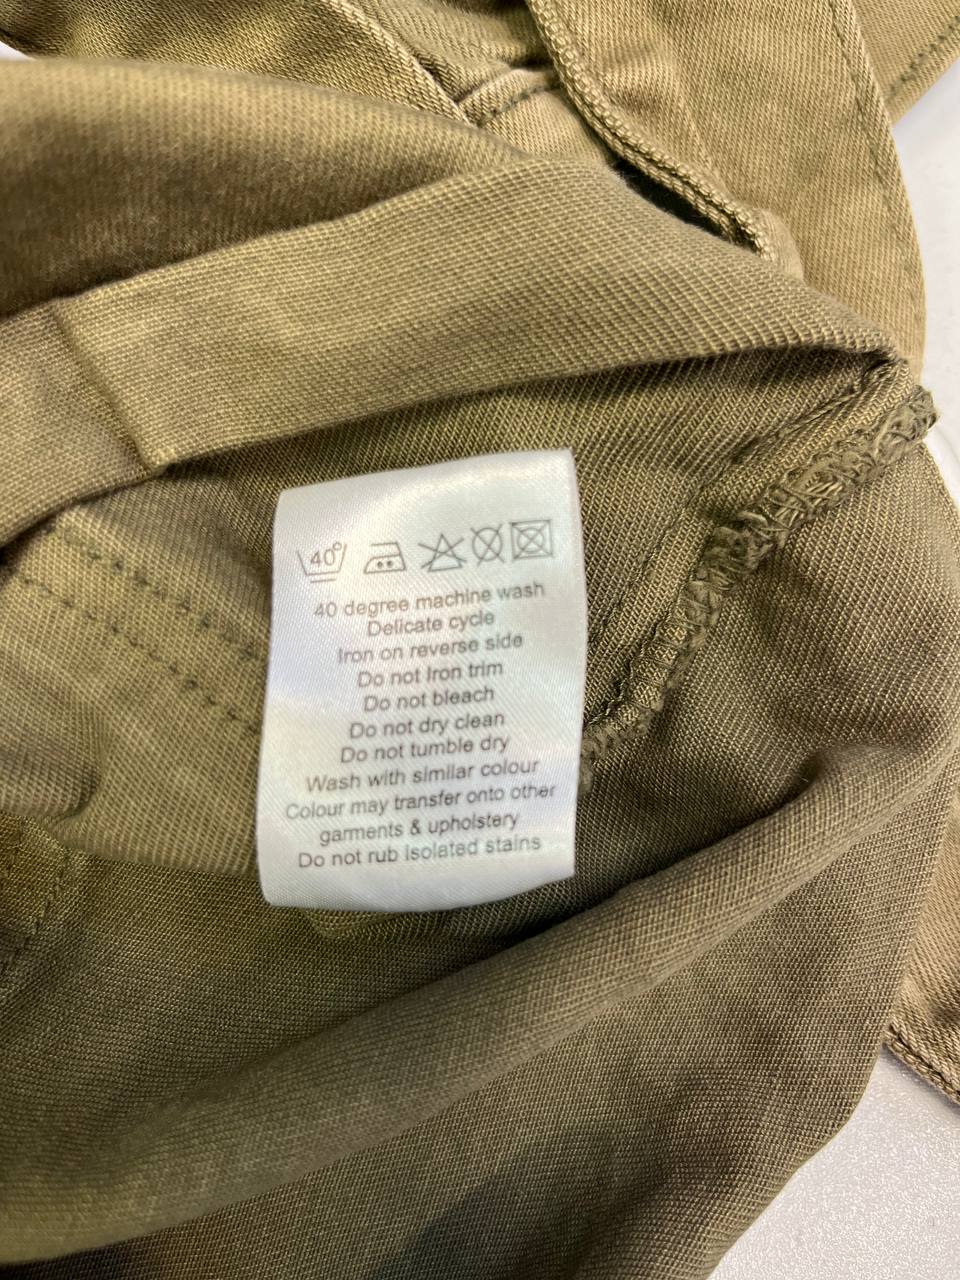 40°
40 degree machine wash
Delicate cycle
Iron on reverse side
Do not Iron trim
Do not bleach
Do not dry clean
Do not tumble dry
Wash with similar colour
Colour may transfer onto other
garments & upholstery
Do not rub isolated stains